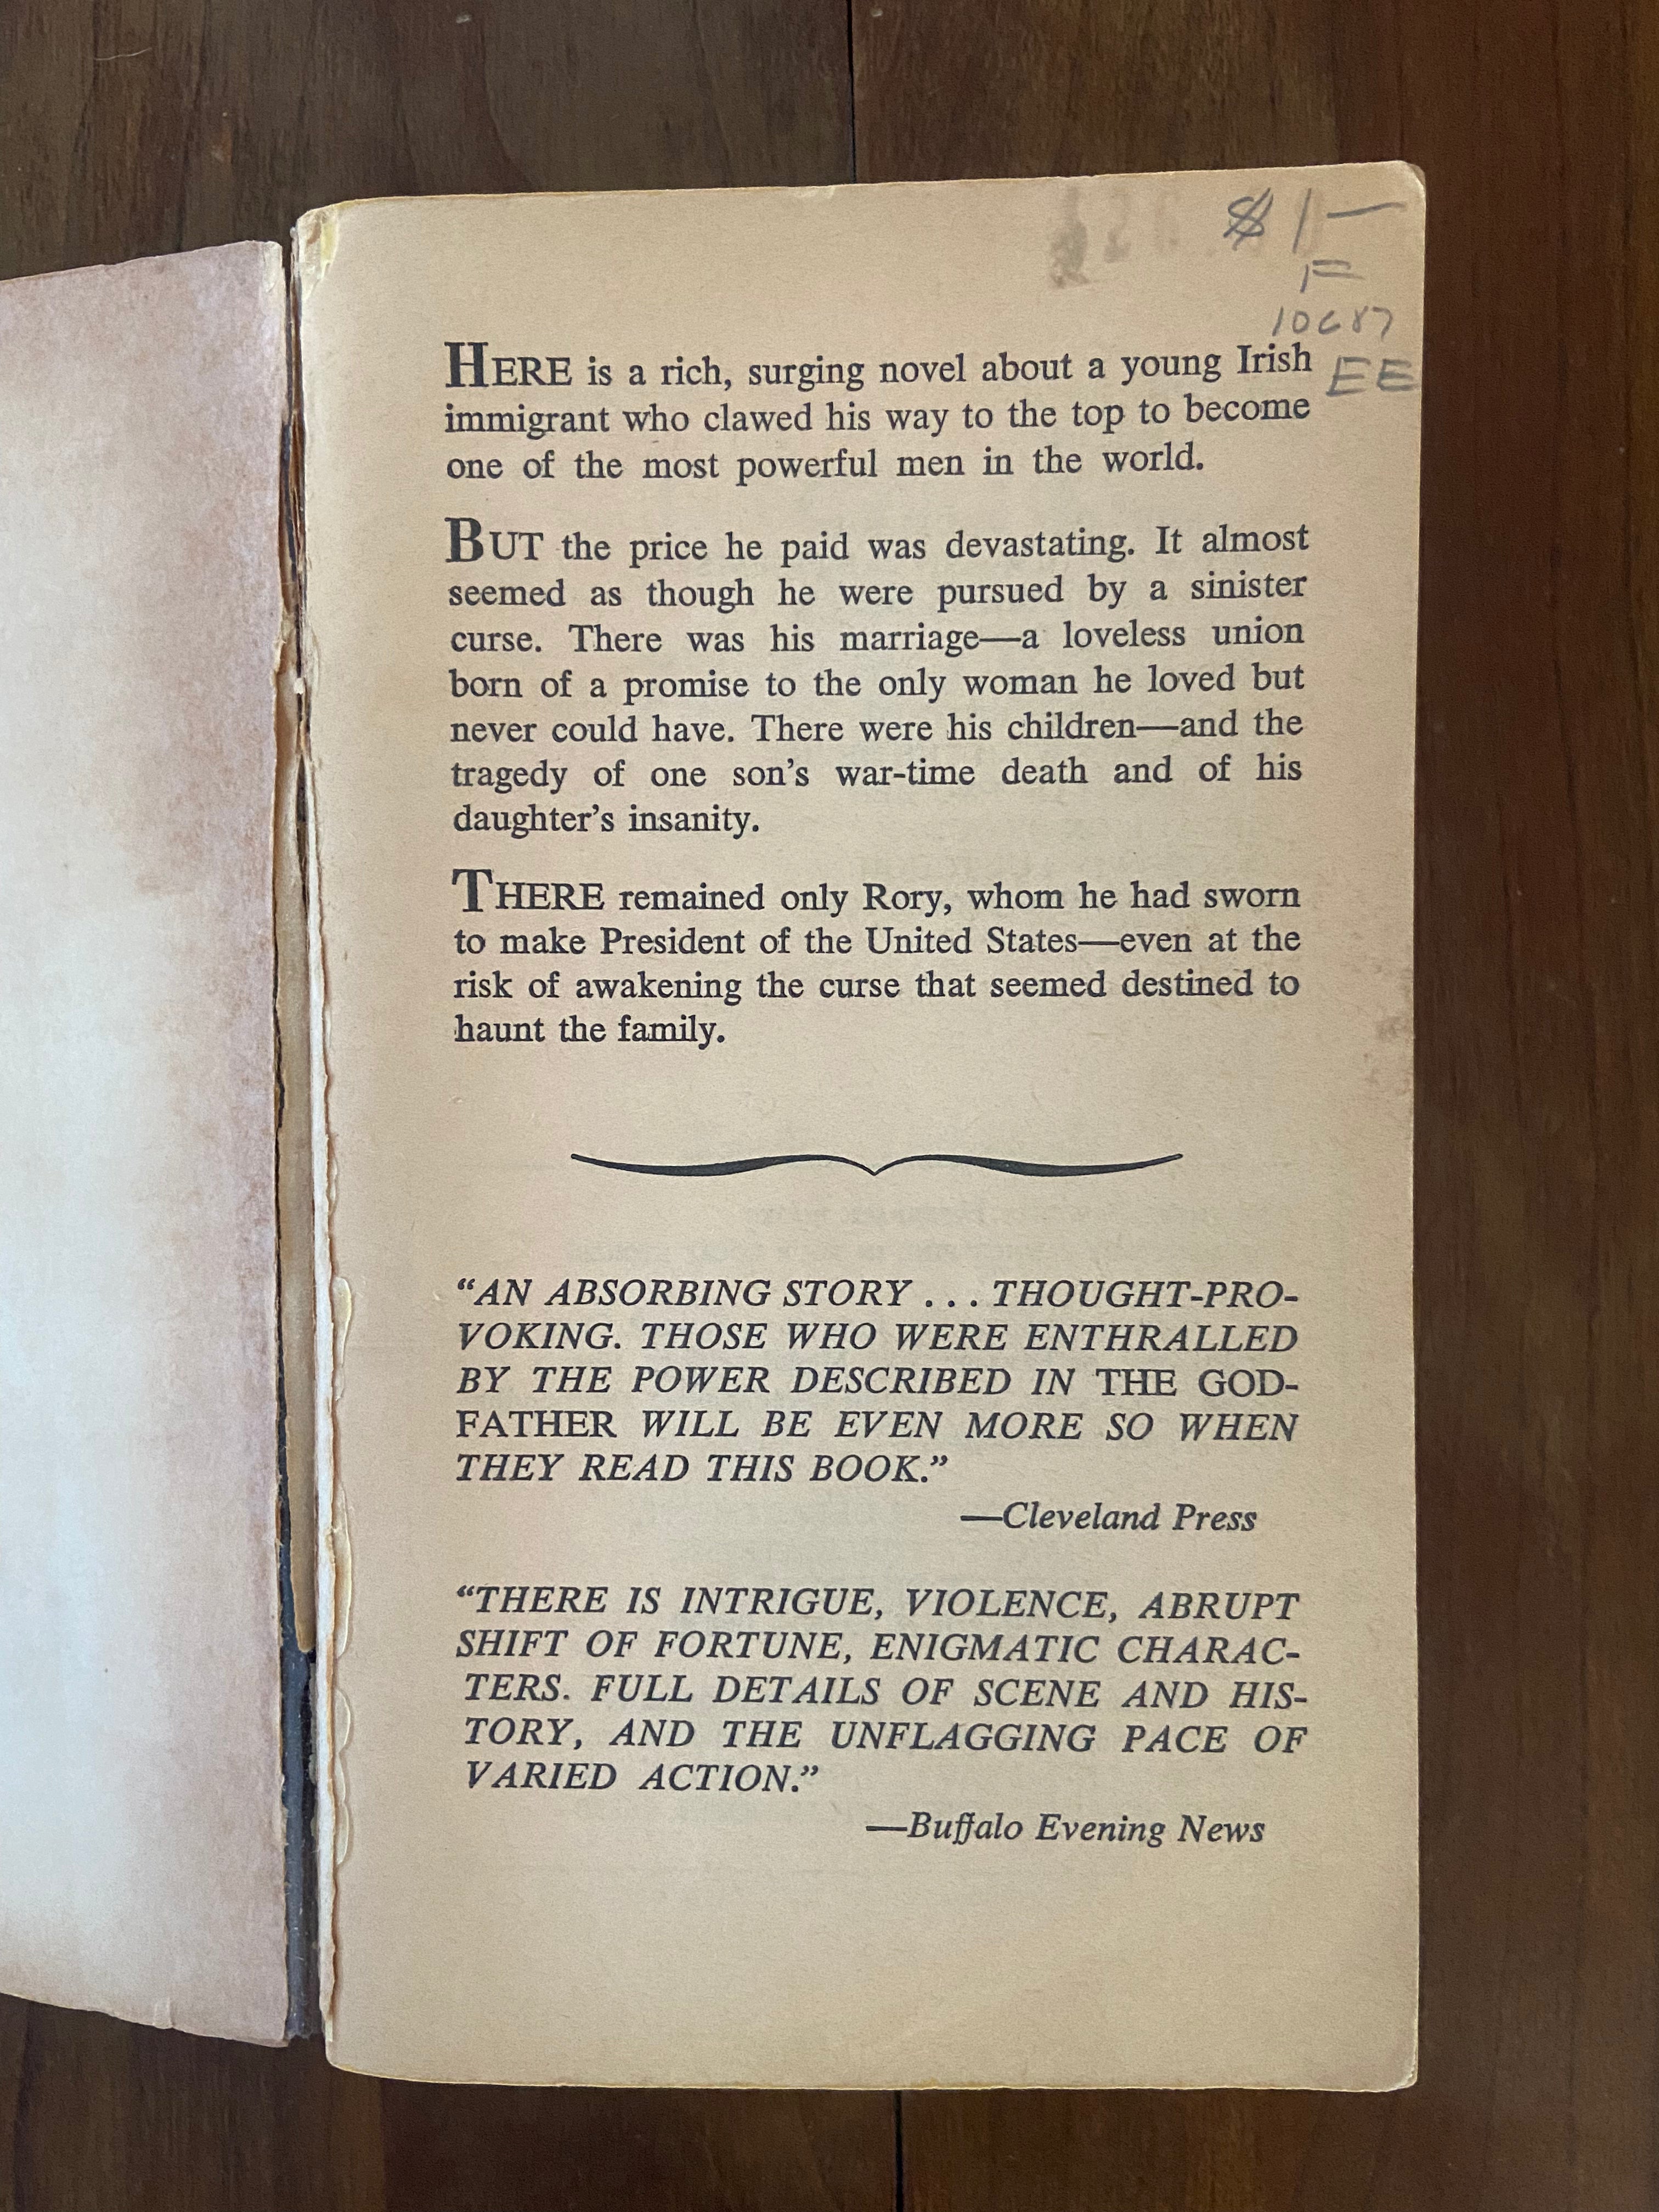 $1—
F
HERE is a rich, surging novel about a young Irish
EE
immigrant who clawed his way to the top to become
one of the most powerful men in the world.
BUT the price he paid was devastating. It almost
seemed as though he were pursued by a sinister
curse. There was his marriage—a loveless union
born of a promise to the only woman he loved but
never could have. There were his children—and the
tragedy of one son's war-time death and of his
daughter's insanity.
THERE remained only Rory, whom he had sworn
to make President of the United States—even at the
risk of awakening the curse that seemed destined to
haunt the family.
“AN ABSORBING STORY . . . THOUGHT-PRO-
VOKING. THOSE WHO WERE ENTHRALLED
BY THE POWER DESCRIBED IN THE GOD-
FATHER WILL BE EVEN MORE SO WHEN
THEY READ THIS BOOK.”
—Cleveland Press
“THERE IS INTRIGUE, VIOLENCE, ABRUPT
SHIFT OF FORTUNE, ENIGMATIC CHARAC-
TERS. FULL DETAILS OF SCENE AND HIS-
TORY, AND THE UNFLAGGING PACE OF
VARIED ACTION.”
—Buffalo Evening News